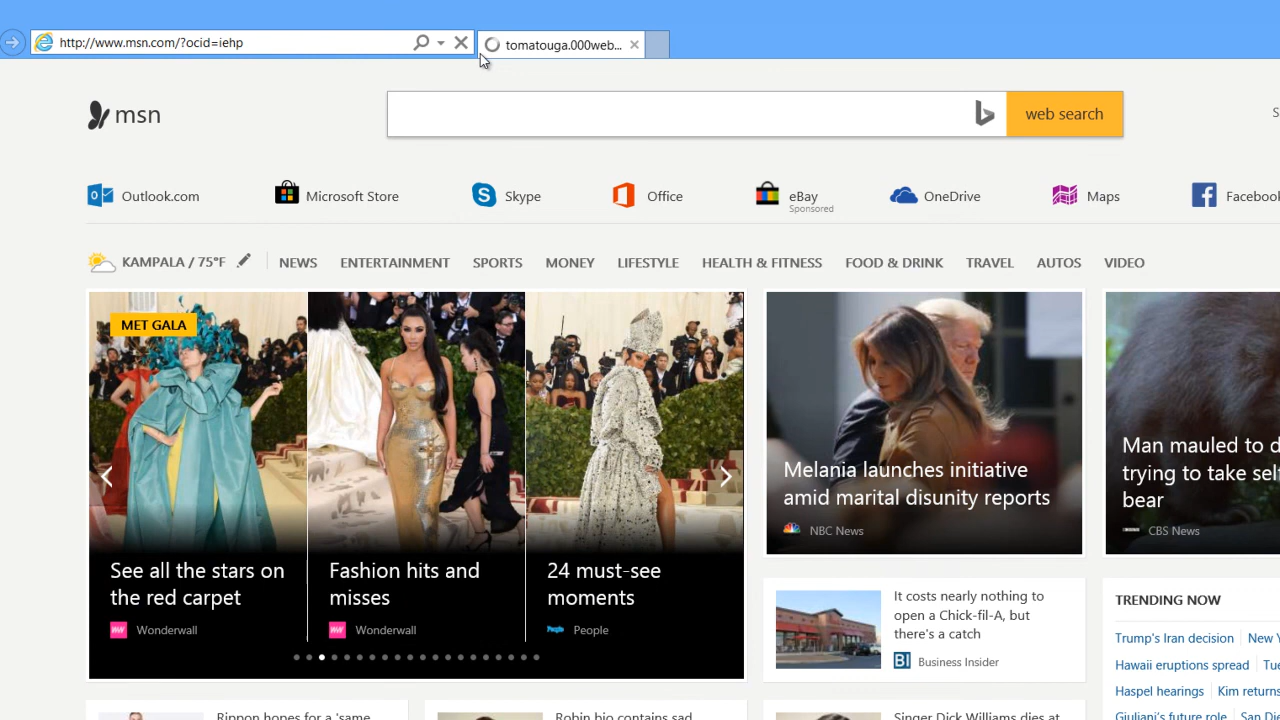 http://www.msn.com/?ocid=iehp
tomatouga.000web...
msn
web search
Outlook.com
Microsoft Store
Skype
Office
eBay
Sponsored
OneDrive
Maps
KAMPALA / 75°F
NEWS
ENTERTAINMENT
SPORTS
MONEY
LIFESTYLE
HEALTH & FITNESS
FOOD & DRINK
TRAVEL
AUTOS
VIDEO
MET GALA
See all the stars on
the red carpet
Wonderwall
Fashion hits and
misses
Wonderwall
24 must-see
moments
People
Melania launches initiative
amid marital disunity reports
NBC News
Man mauled to d
trying to take sel
bear
CBS News
It costs nearly nothing to
open a Chick-fil-A, but
there's a catch
BI
Business Insider
TRENDING NOW
Trump's Iran decision
New Y
Hawaii eruptions spread
Tue
Haspel hearings
Kim returns
Giuliani's future role
San Die
Rippon hopes for a 'same
Robin bio contains sad
Singer Dick Williams dies at